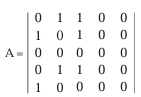 A = | 0 1 1 0 0 |
| 1 0 1 0 0 |
| 0 0 0 0 0 |
| 0 1 1 0 0 |
| 1 0 0 0 0 |